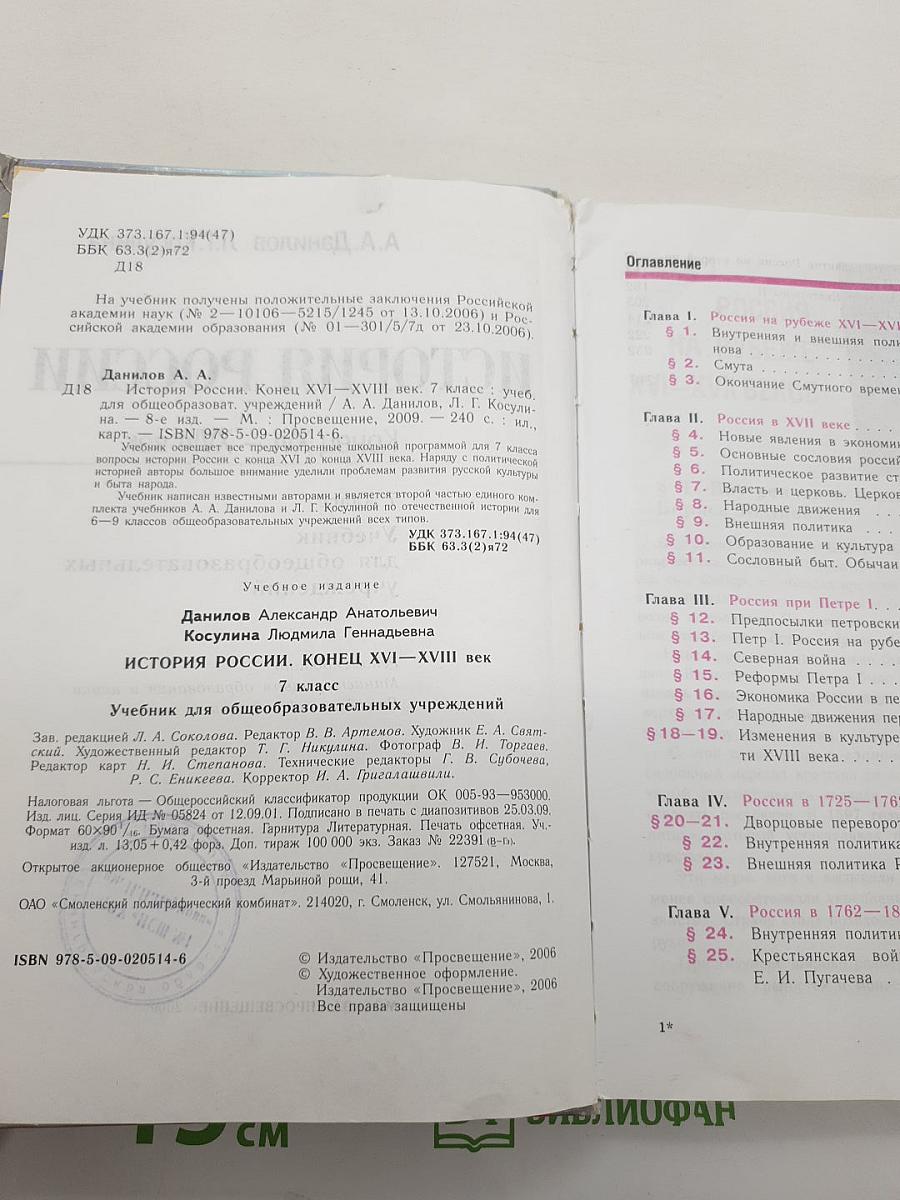 УДК 373.167.1:94(47)
ББК 63.3(2)я72
Д18
На учебник получены положительные заключения Российской
академии наук (№ 2—10106—5215/1245 от 13.10.2006) и Рос-
сийской академии образования (№ 01—301/5/7д от 23.10.2006).
Данилов А. А.
Д18 История России. Конец XVI—XVIII век. 7 класс : учеб.
для общеобразоват. учреждений / А. А. Данилов, Л. Г. Косули-
на. — 8-е изд. — М. : Просвещение, 2009. — 240 с. : ил.,
карт. — ISBN 978-5-09-020514-6.
Учебник освещает все предусмотренные школьной программой для 7 класса
вопросы истории России с конца XVI до конца XVIII века. Наряду с политической
историей авторы большое внимание уделили проблемам развития русской культуры
и быта народа.
Учебник написан известными авторами и является второй частью единого ком-
плекта учебников А. А. Данилова и Л. Г. Косулиной по отечественной истории для
6—9 классов общеобразовательных учреждений всех типов.
УДК 373.167.1:94(47)
ББК 63.3(2)я72
Учебное издание
Данилов Александр Анатольевич
Косулина Людмила Геннадьевна
ИСТОРИЯ РОССИИ. КОНЕЦ XVI—XVIII век
7 класс
Учебник для общеобразовательных учреждений
Зав. редакцией Л. А. Соколова. Редактор В. В. Артемов. Художник Е. А. Свят-
ский. Художественный редактор Т. Г. Никулина. Фотограф В. И. Торгаев.
Редактор карт Н. И. Степанова. Технические редакторы Г. В. Субочева,
Р. С. Еникеева. Корректор И. А. Григалашвили.
Налоговая льгота — Общероссийский классификатор продукции ОК 005-93—953000.
Изд. лиц. Серия ИД № 05824 от 12.09.01. Подписано в печать с диапозитивов 25.03.09.
Формат 60×90 1/16. Бумага офсетная. Гарнитура Литературная. Печать офсетная. Уч.-
изд. л. 13,05+0,42 форз. Доп. тираж 100 000 экз. Заказ № 22391 (в-гг).
Открытое акционерное общество «Издательство «Просвещение». 127521, Москва,
3-й проезд Марьиной рощи, 41.
ОАО «Смоленский полиграфический комбинат». 214020, г. Смоленск, ул. Смольянинова, 1.
ISBN 978-5-09-020514-6
© Издательство «Просвещение», 2006
© Художественное оформление.
Издательство «Просвещение», 2006
Все права защищены
Оглавление
Глава I. Россия на рубеже XVI—XVI
§ 1. Внутренняя и внешняя поли
нова
§ 2. Смута
§ 3. Окончание Смутного времен
Глава II. Россия в XVII веке
§ 4. Новые явления в экономик
§ 5. Основные сословия россий
§ 6. Политическое развитие ст
§ 7. Власть и церковь. Церков
§ 8. Народные движения
§ 9. Внешняя политика
§ 10. Образование и культура
§ 11. Сословный быт. Обычаи
Глава III. Россия при Петре I.
§ 12. Предпосылки петровски
§ 13. Петр I. Россия на рубе
§ 14. Северная война
§ 15. Реформы Петра I
§ 16. Экономика России в пе
§ 17. Народные движения пер
§ 18—19. Изменения в культуре
ти XVIII века.
Глава IV. Россия в 1725—176
§ 20—21. Дворцовые переворот
§ 22. Внутренняя политика
§ 23. Внешняя политика Р
Глава V. Россия в 1762—18
§ 24. Внутренняя полити
§ 25. Крестьянская вой
Е. И. Пугачева
1*
15 см
БИБЛИОФАН